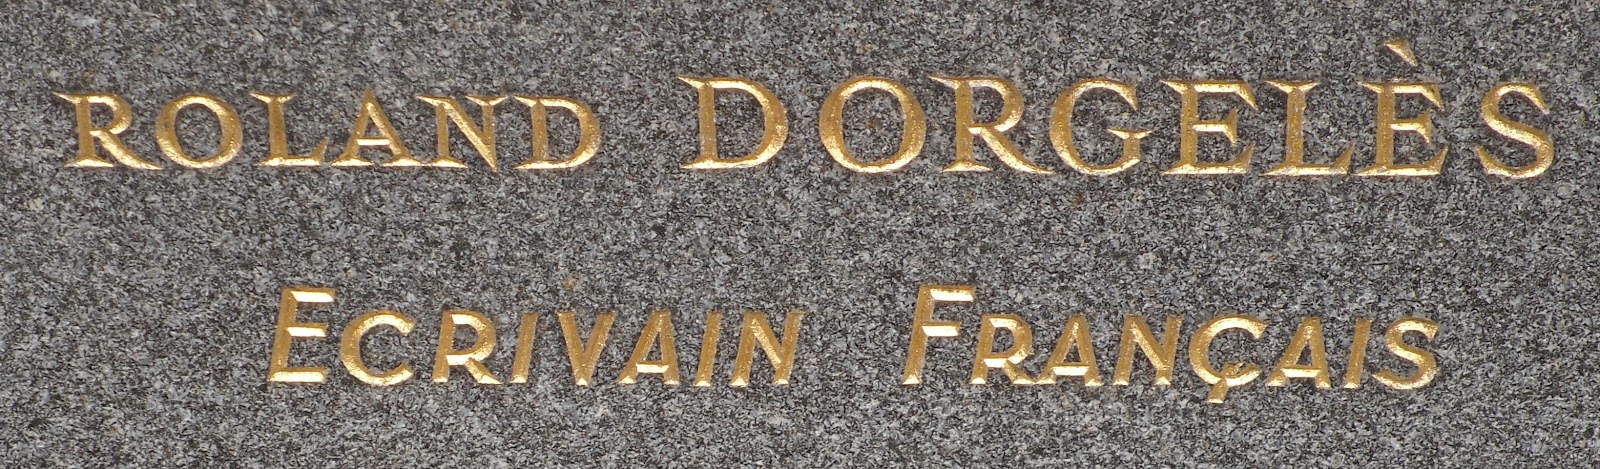 ROLAND DORGELÈS
ECRIVAIN FRANÇAIS